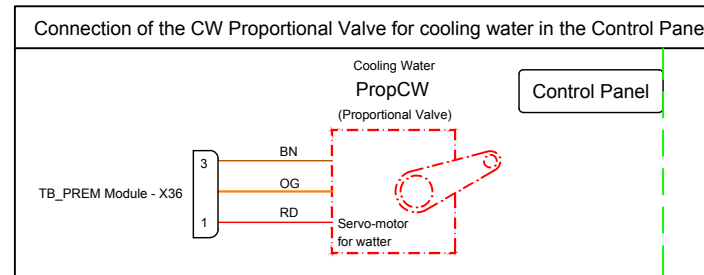 Connection of the CW Proportional Valve for cooling water in the Control Pane
Cooling Water
PropCW
(Proportional Valve)
Control Panel
BN
3
OG
TB_PREM Module - X36
RD
1
Servo-motor
for watter